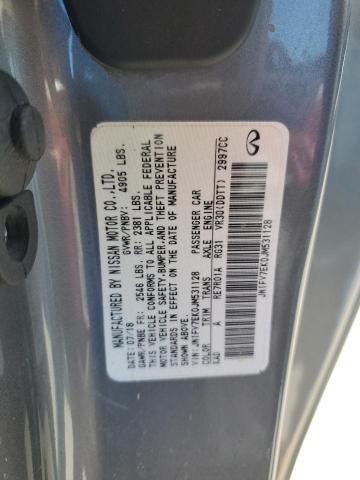 MANUFACTURED BY NISSAN MOTOR CO.,LTD.
DATE: 07/18 GVWR/PNBV: 4905 LBS.
GAWR/PNBE FR: 2546 LBS. RR: 2381 LBS.
THIS VEHICLE CONFORMS TO ALL APPLICABLE FEDERAL
MOTOR VEHICLE SAFETY,BUMPER,AND THEFT PREVENTION
STANDARDS IN EFFECT ON THE DATE OF MANUFACTURE
SHOWN ABOVE.
VIN: JN1FV7EK0JM531128 PASSENGER CAR
COLOR TRIM TRANS AXLE ENGINE
KAD A RE7R01A RG31 VR30(DDTT) 2997CC
JN1FV7EK0JM531128